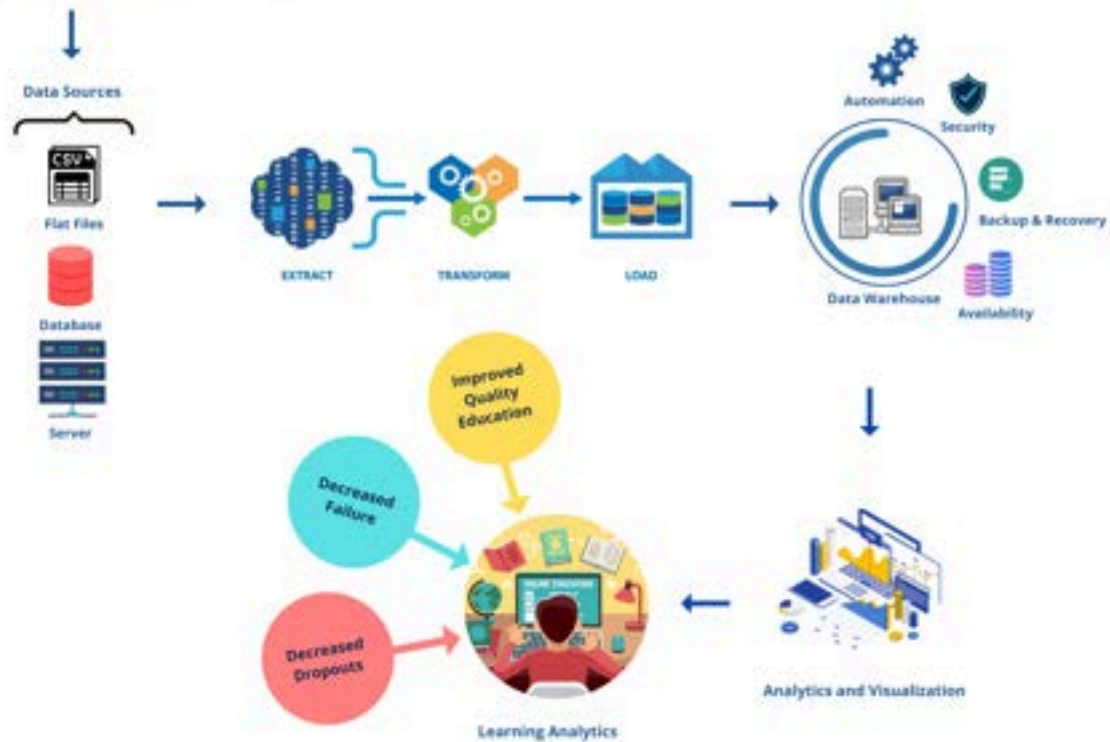 Data Sources
CSV
Flat Files
Database
Server
EXTRACT
TRANSFORM
LOAD
Automation
Security
Backup & Recovery
Availability
Data Warehouse
Improved
Quality
Education
Decreased
Failure
Decreased
Dropouts
ONLINE EDUCATION
Learning Analytics
Analytics and Visualization